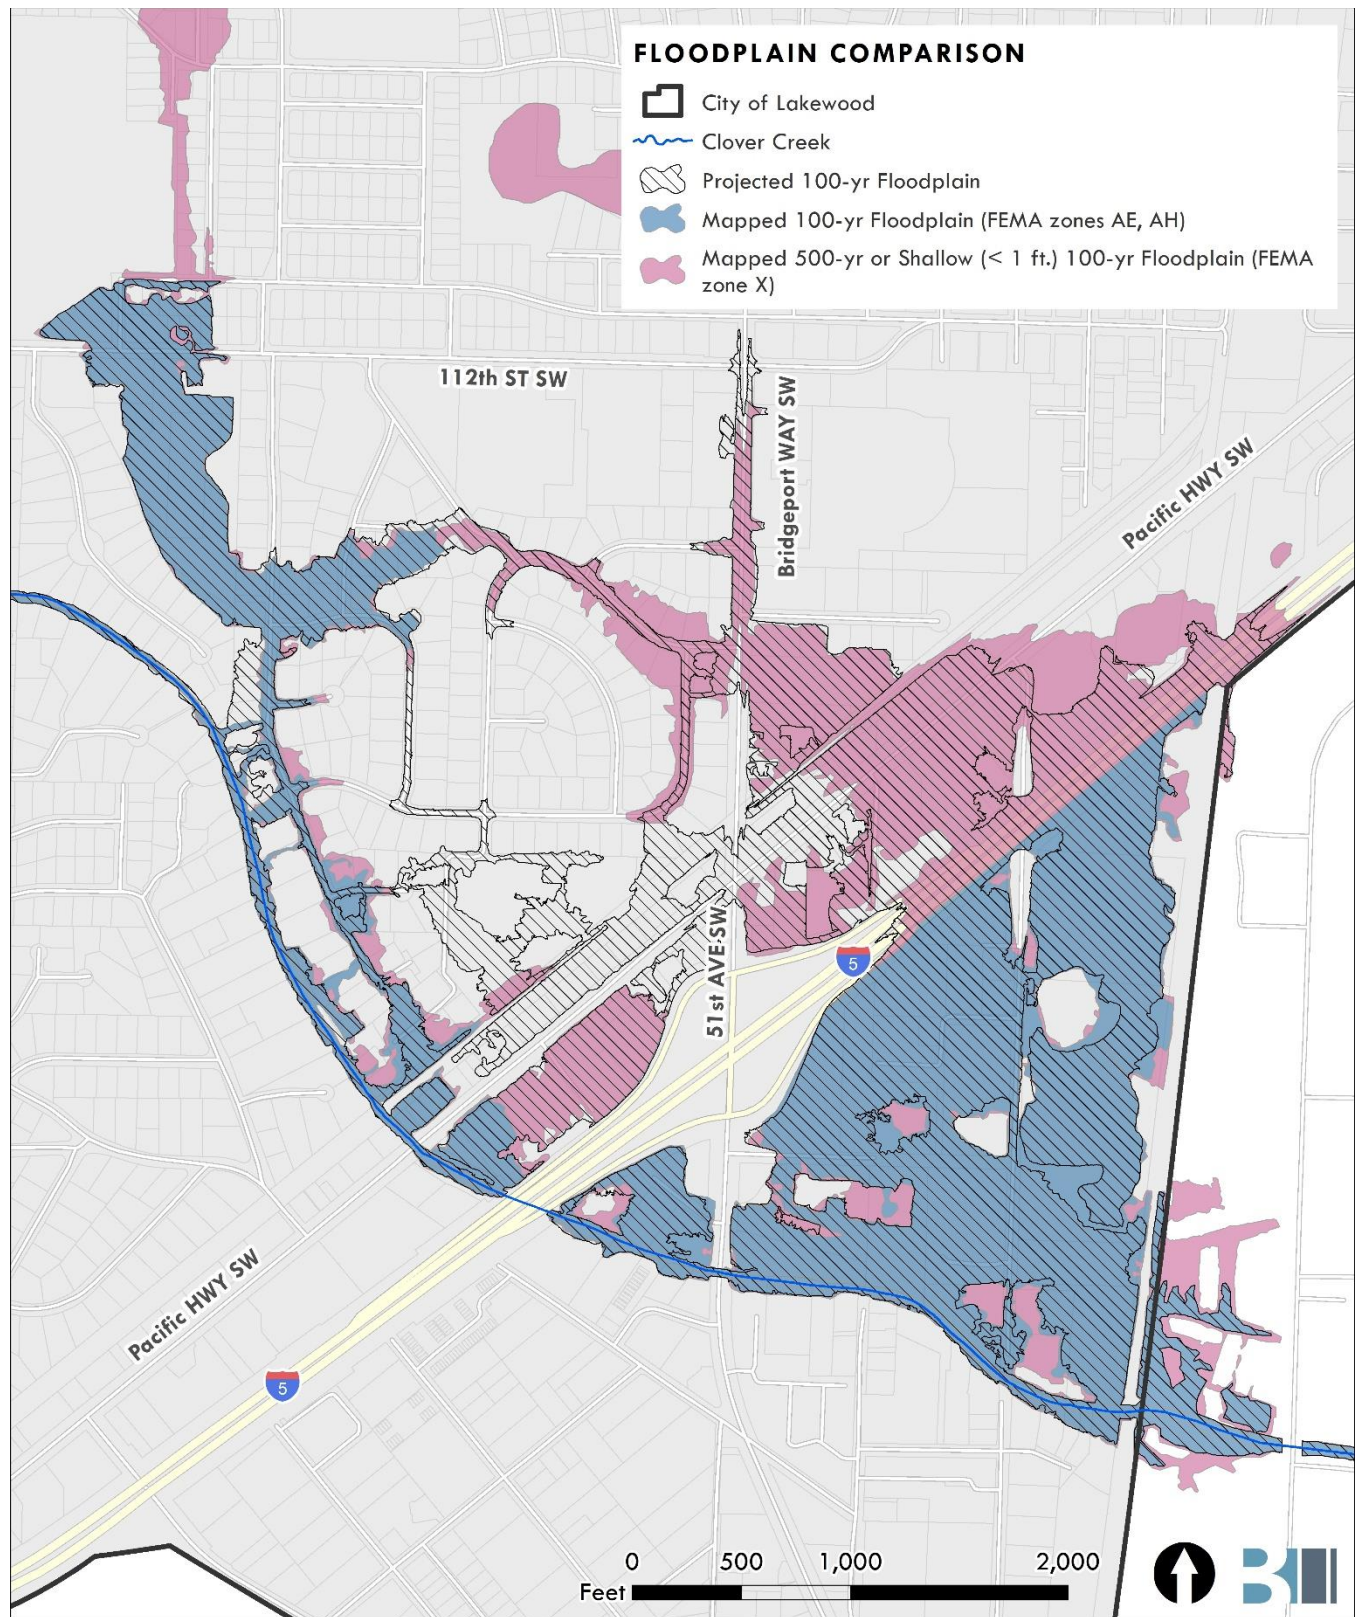 FLOODPLAIN COMPARISON
City of Lakewood
Clover Creek
Projected 100-yr Floodplain
Mapped 100-yr Floodplain (FEMA zones AE, AH)
Mapped 500-yr or Shallow (< 1 ft.) 100-yr Floodplain (FEMA
zone X)
112th ST SW
Bridgeport WAY SW
Pacific HWY SW
51st AVE SW
5
Pacific HWY SW
5
0 500 1,000 2,000
Feet